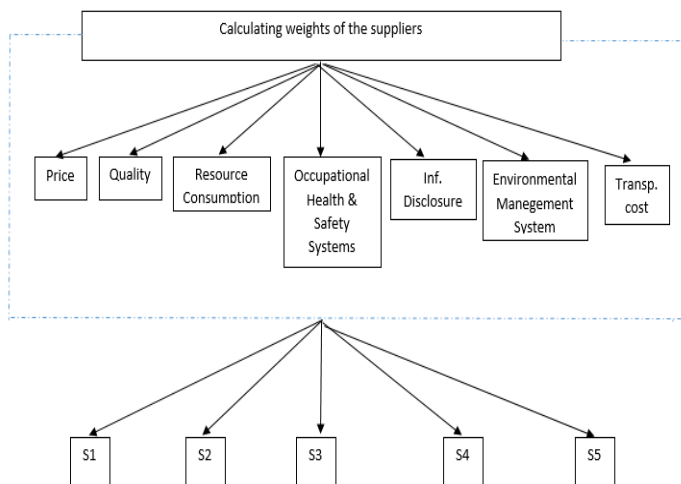 Calculating weights of the suppliers
Price
Quality
Resource
Consumption
Occupational
Health &
Safety
Systems
Inf.
Disclosure
Environmental
Manegement
System
Transp.
cost
S1
S2
S3
S4
S5